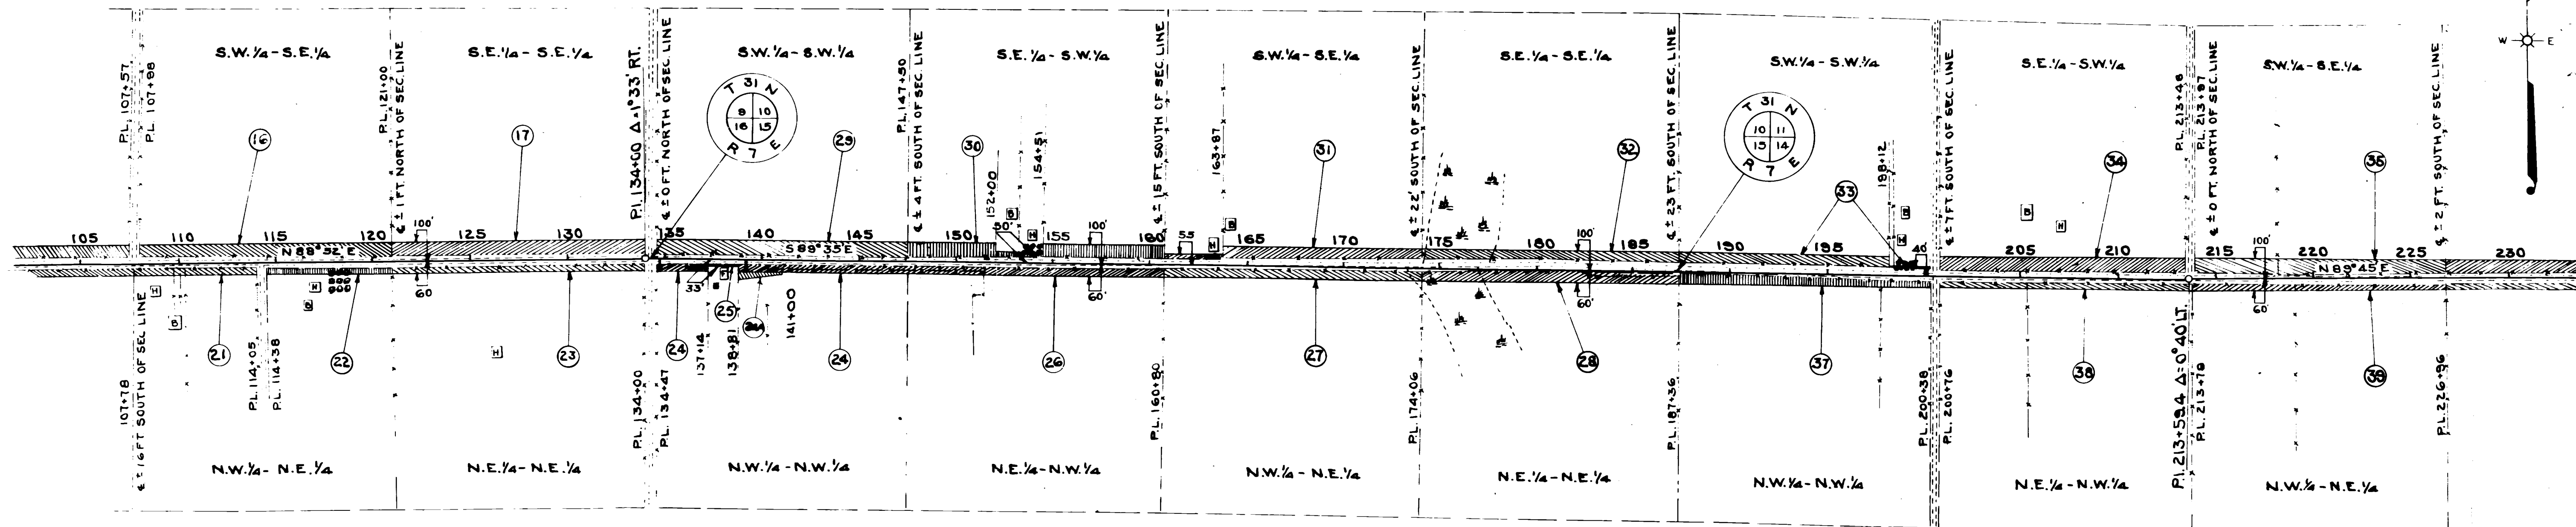 S.W.¼-S.E.¼
S.E.¼-S.E.¼
S.W.¼-S.W.¼
S.E.¼-S.W.¼
S.W.¼-S.E.¼
S.E.¼-S.E.¼
S.W.¼-S.W.¼
S.E.¼-S.W.¼
S.W.¼-S.E.¼
W E
P.L. 107+57
P.L. 107+98
P.L. 121+00
℄ ± 1 FT. NORTH OF SEC. LINE
P.I. 134+00 Δ=1°33' RT.
℄ ± 0 FT. NORTH OF SEC. LINE
P.L. 147+50
℄ ± 4 FT. SOUTH OF SEC. LINE
℄ ± 15 FT. SOUTH OF SEC. LINE
℄ ± 22' SOUTH OF SEC. LINE
℄ ± 23 FT. SOUTH OF SEC. LINE
℄ ± 7 FT. SOUTH OF SEC. LINE
P.L. 213+48
P.L. 213+87
℄ ± 0 FT. NORTH OF SEC. LINE
℄ ± 2 FT. SOUTH OF SEC. LINE
T 31 N
9 10
16 15
R 7 E
T 31 N
10 11
15 14
R 7 E
16
17
29
30
31
32
33
34
35
152+00
154+51
163+87
188+12
B
H
B
H
B
H
B
H
100'
50'
100'
55
100'
40'
100'
105
110
115
120
125
130
135
140
145
150
155
160
165
170
175
180
185
190
195
205
210
215
220
225
230
N 88° 52' E
S 89° 35' E
N 89° 45' E
60
33'
60'
60'
60
H
B
H
B
H
B
21
22
23
24
25
24A
24
26
27
28
37
38
39
107+78
℄ ± 16 FT SOUTH OF SEC LINE
P.L. 114+05
P.L. 114+38
P.L. 134+00
P.L. 134+47
137+14
138+81
141+00
P.L. 160+80
P.L. 174+06
P.L. 187+36
P.L. 200+38
P.L. 200+76
P.I. 213+59.4 Δ=0°40' LT.
P.L. 213+78
P.L. 226+96
N.W.¼-N.E.¼
N.E.¼-N.E.¼
N.W.¼-N.W.¼
N.E.¼-N.W.¼
N.W.¼-N.E.¼
N.E.¼-N.E.¼
N.W.¼-N.W.¼
N.E.¼-N.W.¼
N.W.¼-N.E.¼